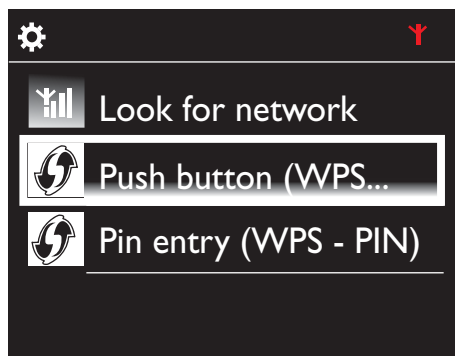 Look for network
Push button (WPS...
Pin entry (WPS - PIN)